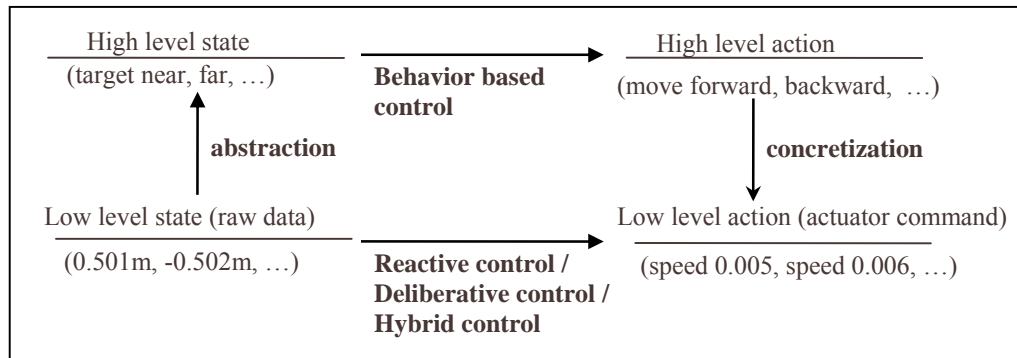 High level state
(target near, far, …)
Behavior based
control
High level action
(move forward, backward, …)
abstraction
concretization
Low level state (raw data)
(0.501m, -0.502m, …)
Reactive control /
Deliberative control /
Hybrid control
Low level action (actuator command)
(speed 0.005, speed 0.006, …)